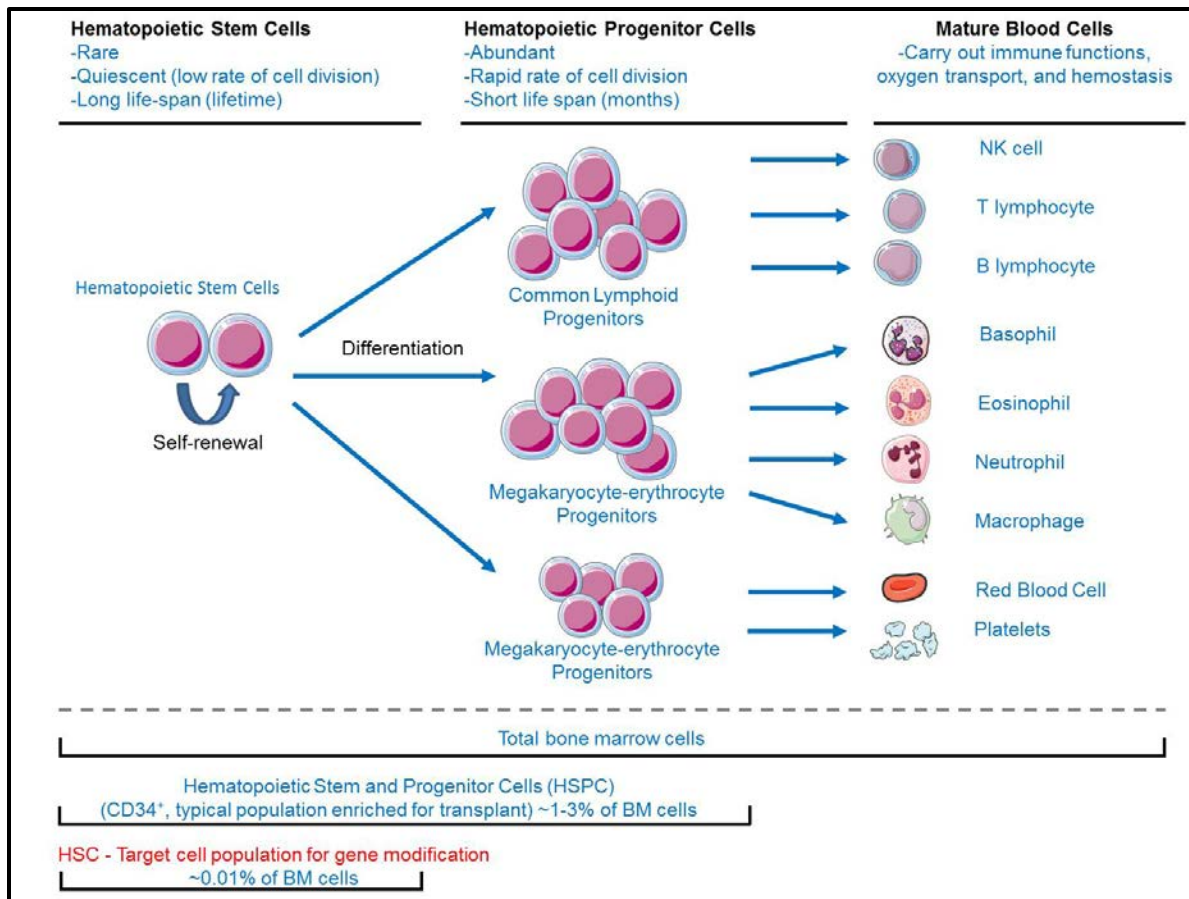 Hematopoietic Stem Cells
-Rare
-Quiescent (low rate of cell division)
-Long life-span (lifetime)
Hematopoietic Progenitor Cells
-Abundant
-Rapid rate of cell division
-Short life span (months)
Mature Blood Cells
-Carry out immune functions,
oxygen transport, and hemostasis
Hematopoietic Stem Cells
Self-renewal
Differentiation
Common Lymphoid
Progenitors
Megakaryocyte-erythrocyte
Progenitors
Megakaryocyte-erythrocyte
Progenitors
NK cell
T lymphocyte
B lymphocyte
Basophil
Eosinophil
Neutrophil
Macrophage
Red Blood Cell
Platelets
Total bone marrow cells
Hematopoietic Stem and Progenitor Cells (HSPC)
(CD34⁺, typical population enriched for transplant) ~1-3% of BM cells
HSC - Target cell population for gene modification
~0.01% of BM cells